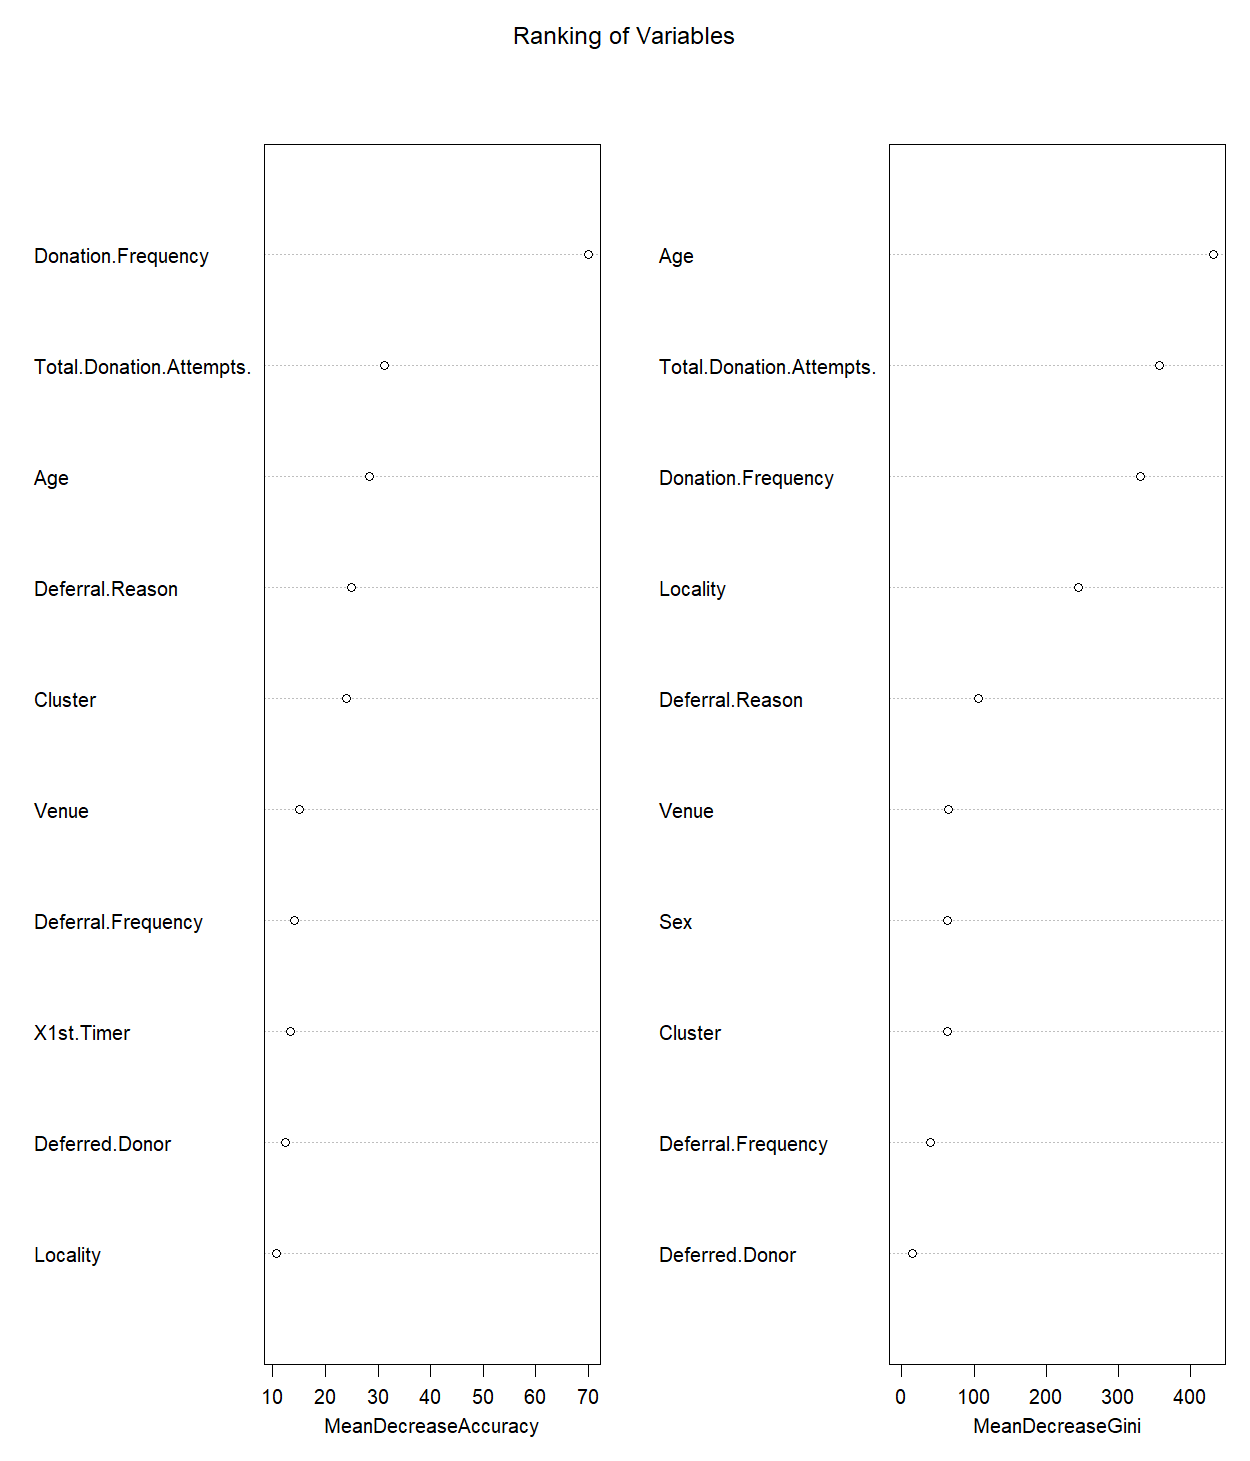 Ranking of Variables
Donation.Frequency
Total.Donation.Attempts.
Age
Deferral.Reason
Cluster
Venue
Deferral.Frequency
X1st.Timer
Deferred.Donor
Locality
10 20 30 40 50 60 70
MeanDecreaseAccuracy
Age
Total.Donation.Attempts.
Donation.Frequency
Locality
Deferral.Reason
Venue
Sex
Cluster
Deferral.Frequency
Deferred.Donor
0 100 200 300 400
MeanDecreaseGini